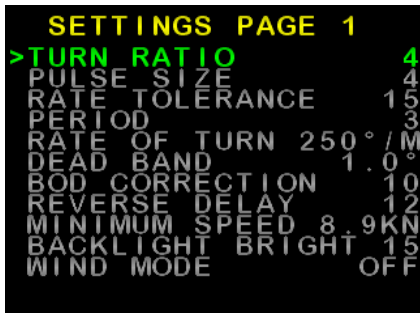 SETTINGS PAGE 1
>TURN RATIO 4
PULSE SIZE 4
RATE TOLERANCE 15
PERIOD 3
RATE OF TURN 250°/M
DEAD BAND 1.0°
BOD CORRECTION 10
REVERSE DELAY 12
MINIMUM SPEED 8.9KN
BACKLIGHT BRIGHT 15
WIND MODE OFF